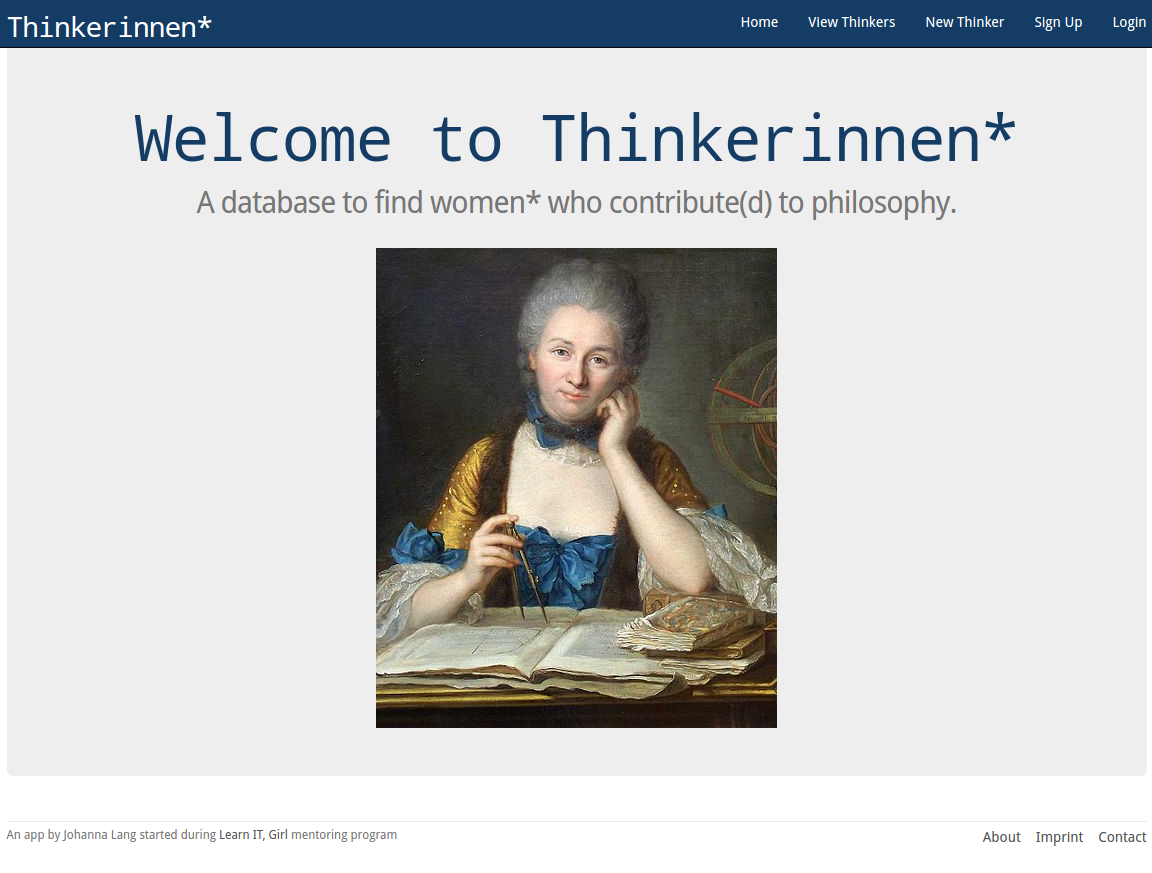 Thinkerinnen*
Home View Thinkers New Thinker Sign Up Login
Welcome to Thinkerinnen*
A database to find women* who contribute(d) to philosophy.
An app by Johanna Lang started during Learn IT, Girl mentoring program
About Imprint Contact